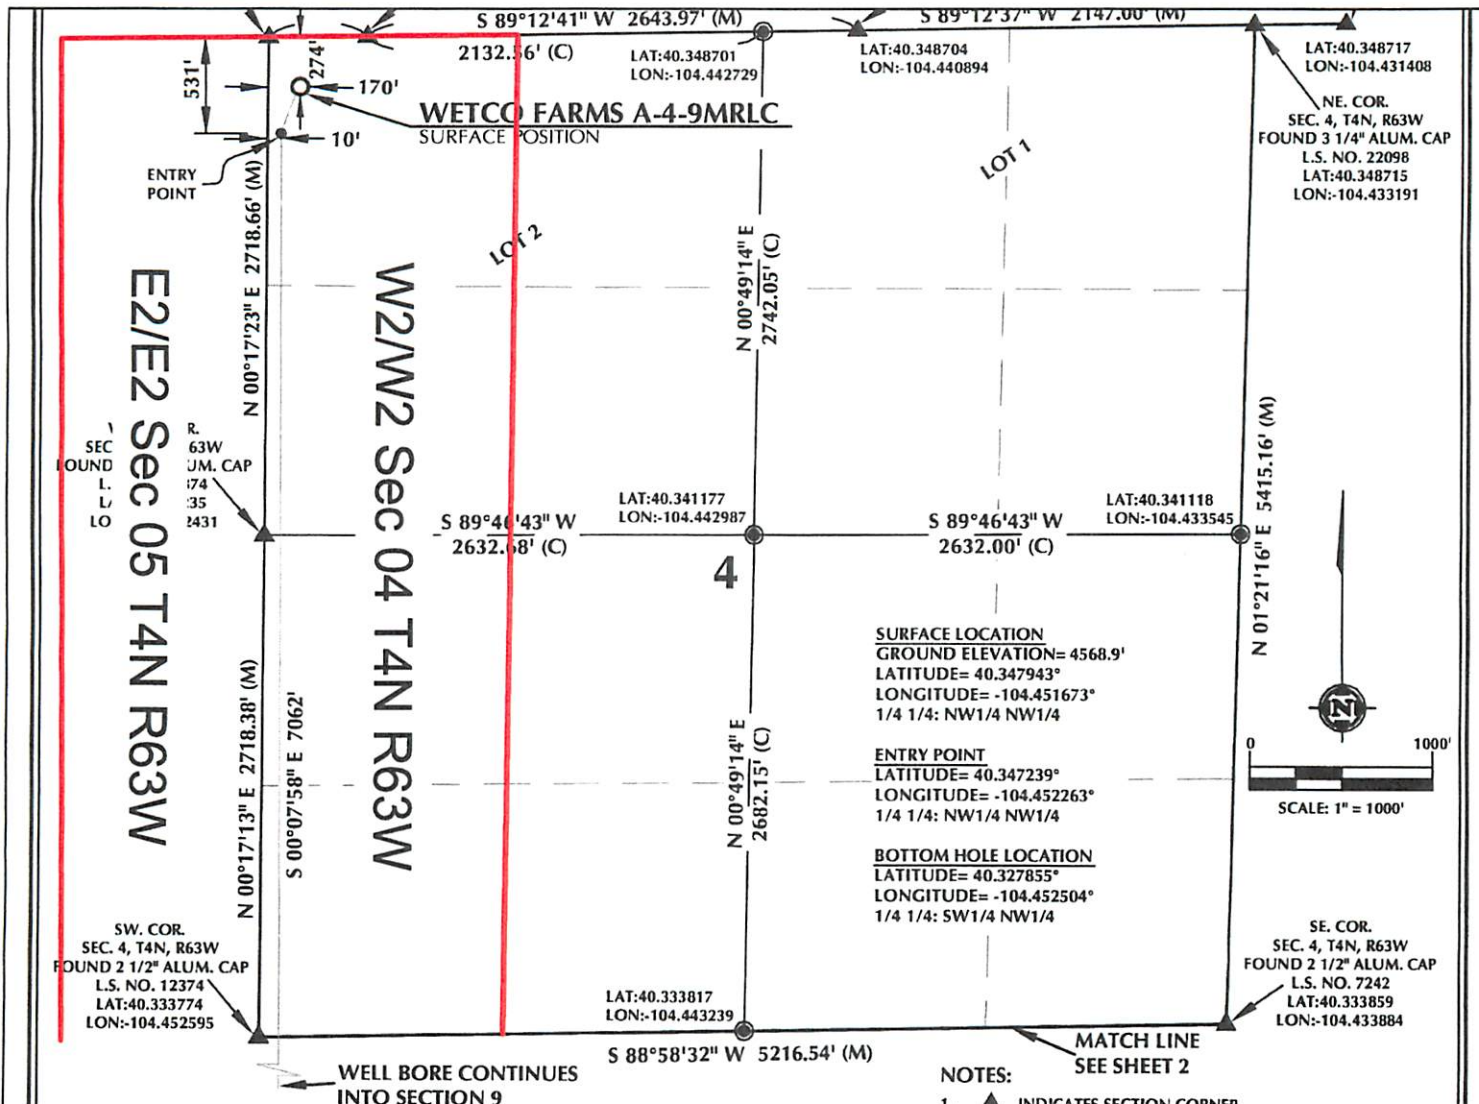 S 89°12'41" W 2643.97' (M)
2132.56' (C)
S 89°12'37" W 2147.00' (M)
LAT:40.348701
LON:-104.442729
LAT:40.348704
LON:-104.440894
LAT:40.348717
LON:-104.431408
531'
274'
170'
10'
WETCO FARMS A-4-9MRLC
SURFACE POSITION
ENTRY
POINT
NE. COR.
SEC. 4, T4N, R63W
FOUND 3 1/4" ALUM. CAP
L.S. NO. 22098
LAT:40.348715
LON:-104.433191
LOT 1
LOT 2
N 00°17'23" E 2718.66' (M)
N 00°49'14" E
2742.05' (C)
E2/E2 Sec 05 T4N R63W
W2/W2 Sec 04 T4N R63W
R.
SEC 63W
OUND UM. CAP
L. 74
35
LO 2431
S 89°46'43" W
2632.68' (C)
LAT:40.341177
LON:-104.442987
S 89°46'43" W
2632.00' (C)
LAT:40.341118
LON:-104.433545
N 01°21'16" E 5415.16' (M)
4
SURFACE LOCATION
GROUND ELEVATION= 4568.9'
LATITUDE= 40.347943°
LONGITUDE= -104.451673°
1/4 1/4: NW1/4 NW1/4
ENTRY POINT
LATITUDE= 40.347239°
LONGITUDE= -104.452263°
1/4 1/4: NW1/4 NW1/4
BOTTOM HOLE LOCATION
LATITUDE= 40.327855°
LONGITUDE= -104.452504°
1/4 1/4: SW1/4 NW1/4
N
0 1000'
SCALE: 1" = 1000'
N 00°17'13" E 2718.38' (M)
S 00°07'58" E 7062'
N 00°49'14" E
2682.15' (C)
SW. COR.
SEC. 4, T4N, R63W
FOUND 2 1/2" ALUM. CAP
L.S. NO. 12374
LAT:40.333774
LON:-104.452595
LAT:40.333817
LON:-104.443239
SE. COR.
SEC. 4, T4N, R63W
FOUND 2 1/2" ALUM. CAP
L.S. NO. 7242
LAT:40.333859
LON:-104.433884
S 88°58'32" W 5216.54' (M)
MATCH LINE
SEE SHEET 2
WELL BORE CONTINUES
INTO SECTION 9
NOTES:
INDICATES SECTION CORNER